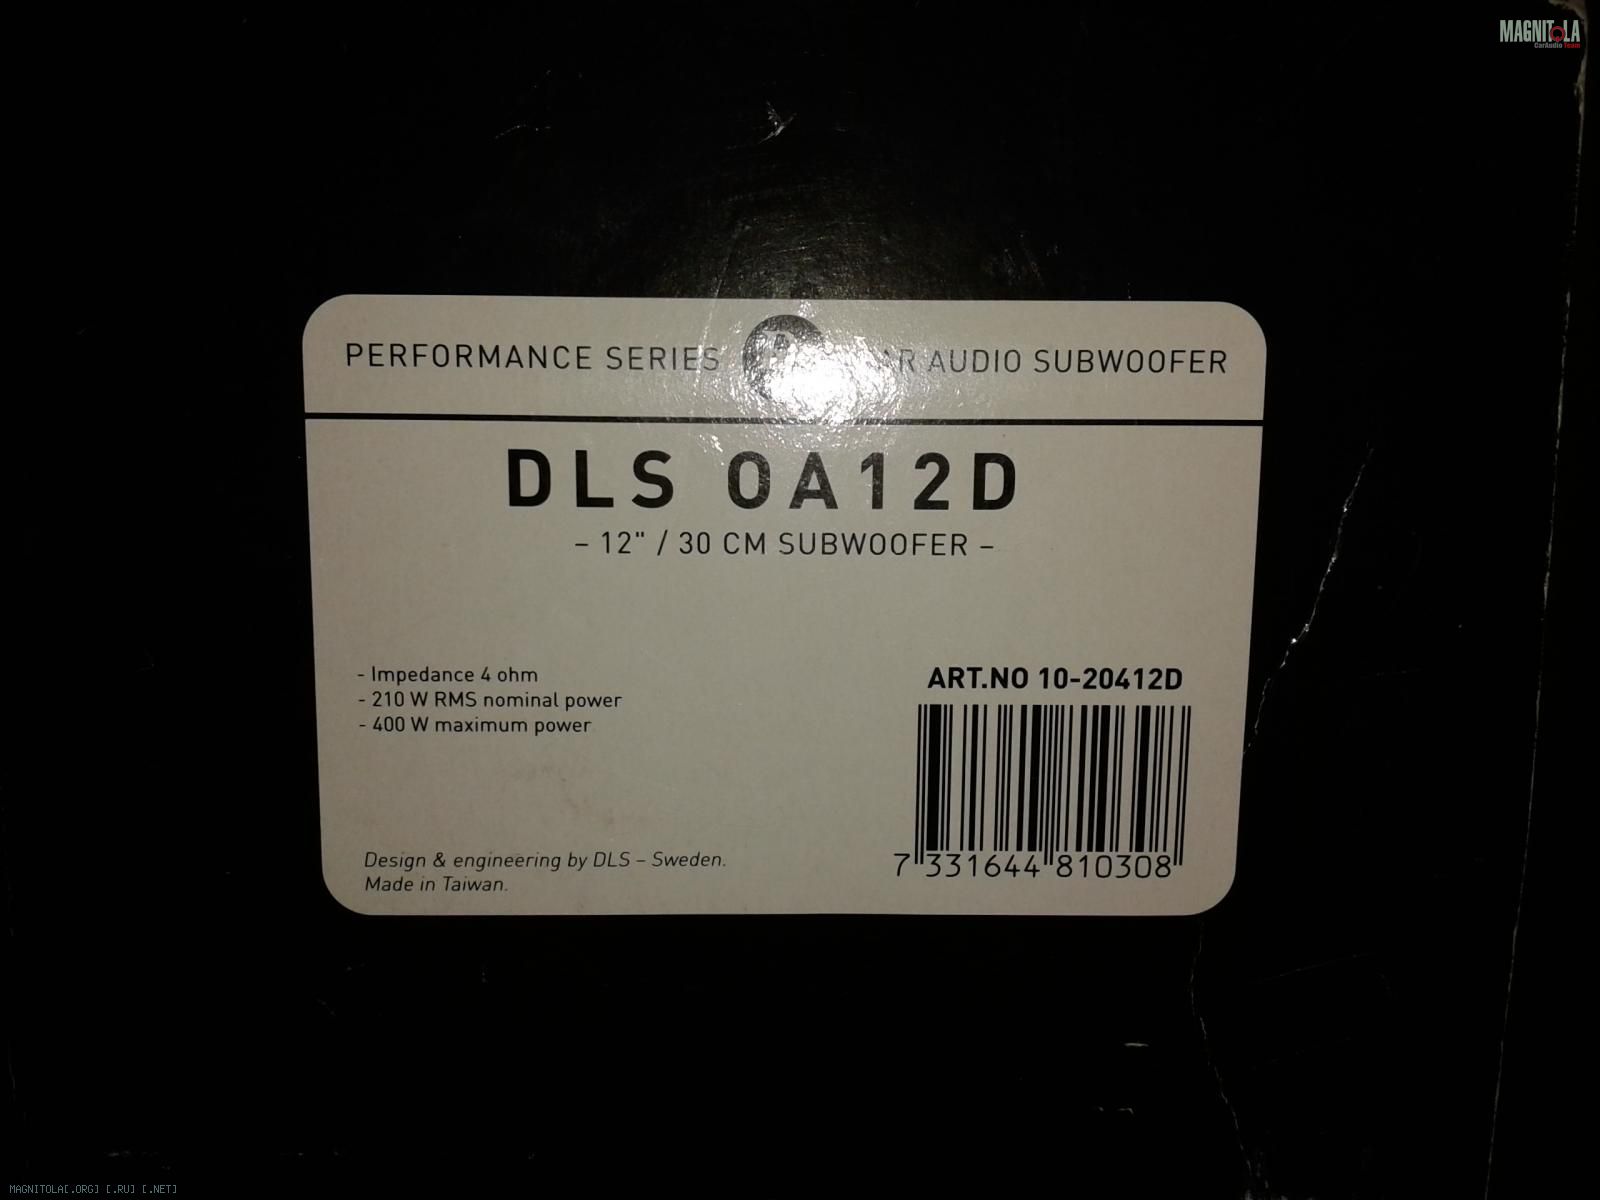 MAGNITOLA
CarAudio Team
PERFORMANCE SERIES AUDIO SUBWOOFER
DLS OA12D
– 12" / 30 CM SUBWOOFER –
- Impedance 4 ohm
- 210 W RMS nominal power
- 400 W maximum power
ART.NO 10-20412D
7 331644 810308
Design & engineering by DLS – Sweden.
Made in Taiwan.
MAGNITOLA[.ORG] [.RU] [.NET]